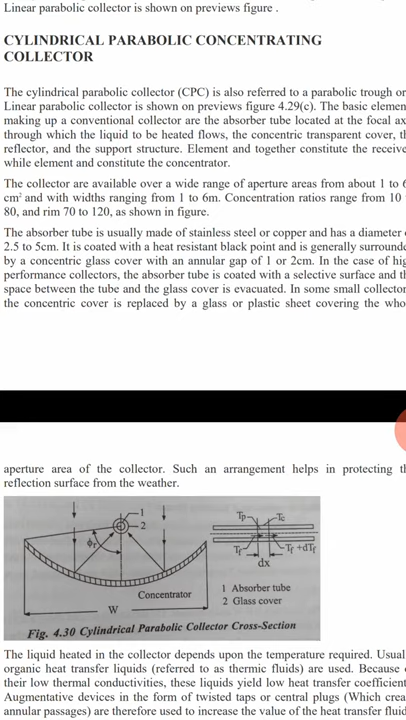 Linear parabolic collector is shown on previews figure .
CYLINDRICAL PARABOLIC CONCENTRATING
COLLECTOR
The cylindrical parabolic collector (CPC) is also referred to a parabolic trough or
Linear parabolic collector is shown on previews figure 4.29(c). The basic elemen
making up a conventional collector are the absorber tube located at the focal ax
through which the liquid to be heated flows, the concentric transparent cover, th
reflector, and the support structure. Element and together constitute the receive
while element and constitute the concentrator.
The collector are available over a wide range of aperture areas from about 1 to 6
cm² and with widths ranging from 1 to 6m. Concentration ratios range from 10
80, and rim 70 to 120, as shown in figure.
The absorber tube is usually made of stainless steel or copper and has a diameter
2.5 to 5cm. It is coated with a heat resistant black point and is generally surrounde
by a concentric glass cover with an annular gap of 1 or 2cm. In the case of hig
performance collectors, the absorber tube is coated with a selective surface and th
space between the tube and the glass cover is evacuated. In some small collector
the concentric cover is replaced by a glass or plastic sheet covering the who
aperture area of the collector. Such an arrangement helps in protecting th
reflection surface from the weather.
1
2
ϕr
Concentrator
W
Tp
Tc
Tf
Tf +dTf
dx
1 Absorber tube
2 Glass cover
Fig. 4.30 Cylindrical Parabolic Collector Cross-Section
The liquid heated in the collector depends upon the temperature required. Usual
organic heat transfer liquids (referred to as thermic fluids) are used. Because
their low thermal conductivities, these liquids yield low heat transfer coefficient
Augmentative devices in the form of twisted taps or central plugs (Which crea
annular passages) are therefore used to increase the value of the heat transfer fluid